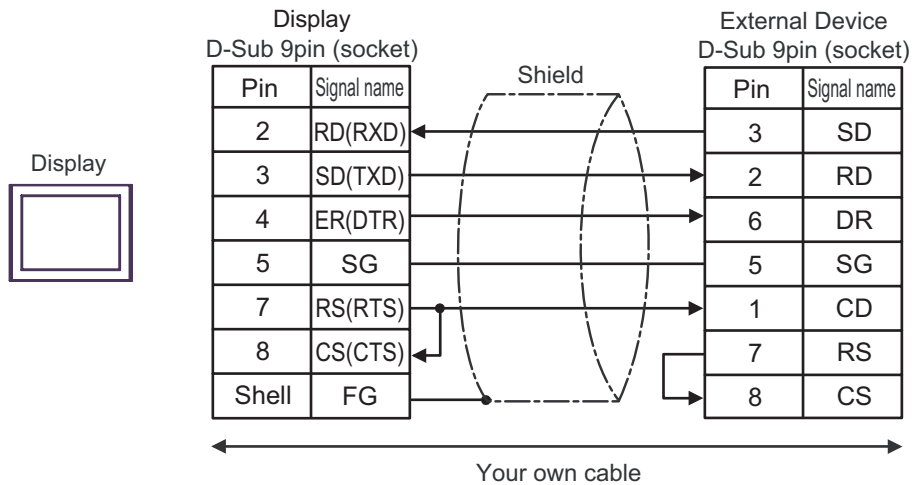 Display
D-Sub 9pin (socket)
External Device
D-Sub 9pin (socket)
Shield
Display
Pin Signal name
2 RD(RXD)
3 SD(TXD)
4 ER(DTR)
5 SG
7 RS(RTS)
8 CS(CTS)
Shell FG
Pin Signal name
3 SD
2 RD
6 DR
5 SG
1 CD
7 RS
8 CS
Your own cable